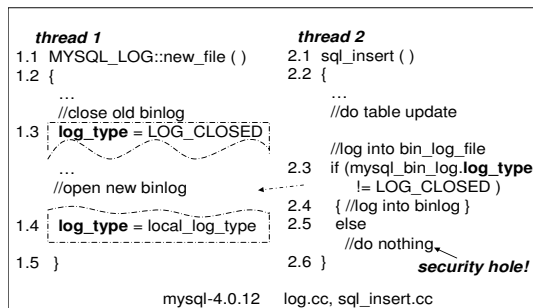 thread 1
1.1 MYSQL_LOG::new_file ( )
1.2 {
...
//close old binlog
1.3 log_type = LOG_CLOSED
...
//open new binlog
1.4 log_type = local_log_type
1.5 }
thread 2
2.1 sql_insert ( )
2.2 {
...
//do table update
//log into bin_log_file
2.3 if (mysql_bin_log.log_type
!= LOG_CLOSED )
2.4 { //log into binlog }
2.5 else
//do nothing
2.6 }
security hole!
mysql-4.0.12 log.cc, sql_insert.cc